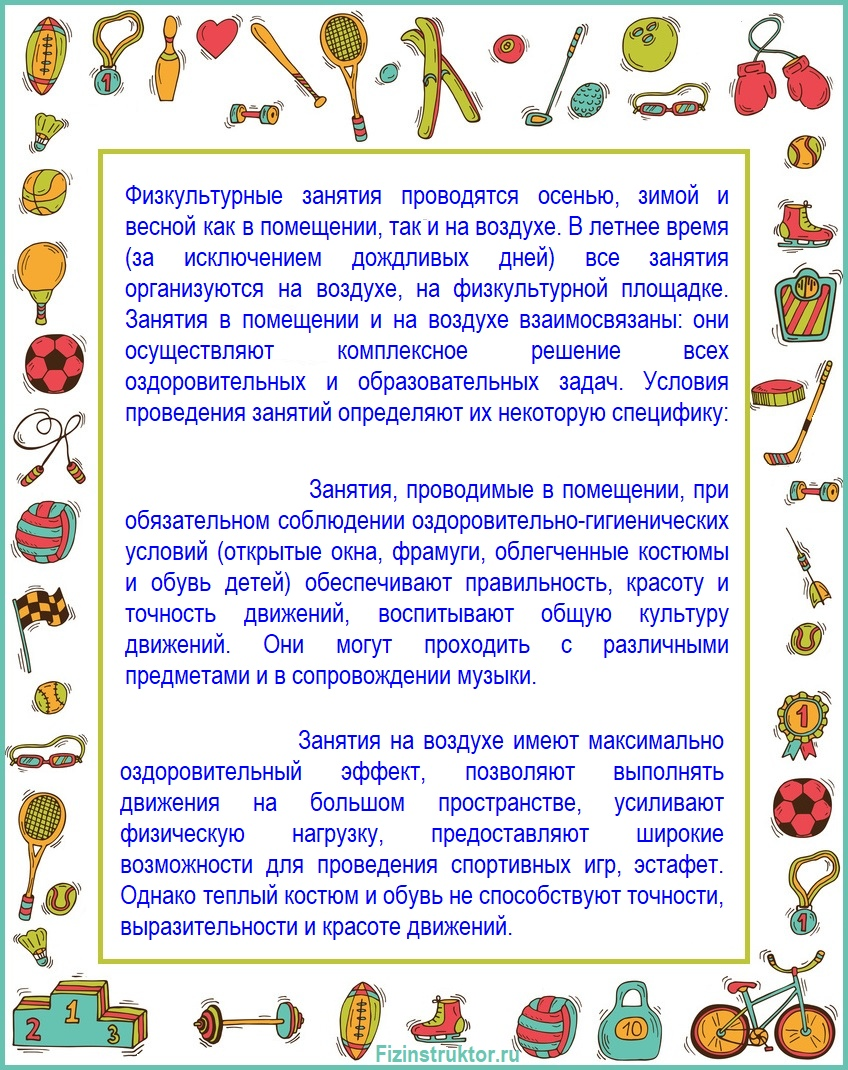 1
Физкультурные занятия проводятся осенью, зимой и
весной как в помещении, так и на воздухе. В летнее время
(за исключением дождливых дней) все занятия
организуются на воздухе, на физкультурной площадке.
Занятия в помещении и на воздухе взаимосвязаны: они
осуществляют комплексное решение всех
оздоровительных и образовательных задач. Условия
проведения занятий определяют их некоторую специфику:
Занятия, проводимые в помещении, при
обязательном соблюдении оздоровительно-гигиенических
условий (открытые окна, фрамуги, облегченные костюмы
и обувь детей) обеспечивают правильность, красоту и
точность движений, воспитывают общую культуру
движений. Они могут проходить с различными
предметами и в сопровождении музыки.
1
Занятия на воздухе имеют максимально
оздоровительный эффект, позволяют выполнять
движения на большом пространстве, усиливают
физическую нагрузку, предоставляют широкие
возможности для проведения спортивных игр, эстафет.
Однако теплый костюм и обувь не способствуют точности,
выразительности и красоте движений.
1
2 1 3
10
Fizinstruktor.ru